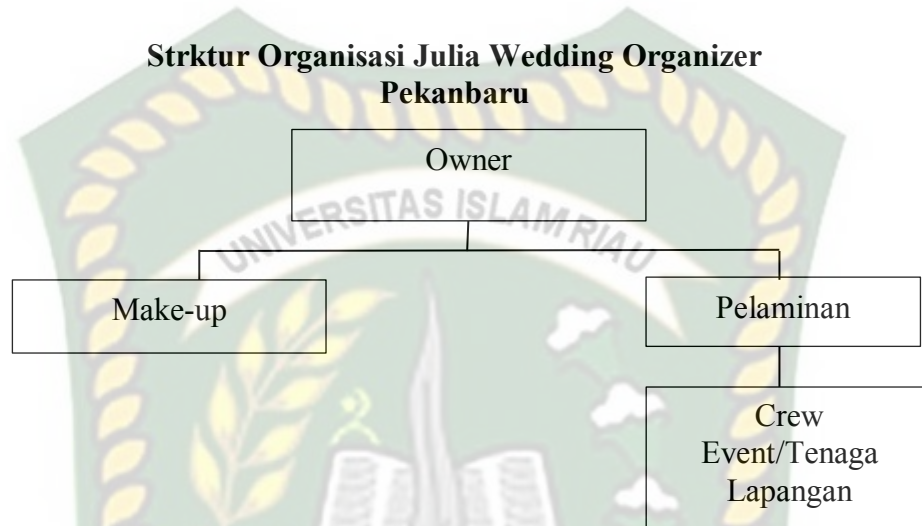 Strktur Organisasi Julia Wedding Organizer
Pekanbaru
Owner
UNIVERSITAS ISLAM RIAU
Make-up
Pelaminan
Crew
Event/Tenaga
Lapangan